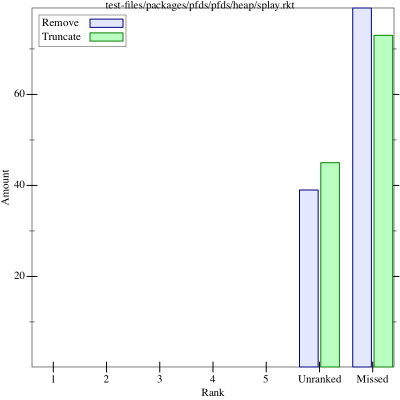 test-files/packages/pfds/pfds/heap/splay.rkt
Remove
Truncate
60
40
20
Amount
1 2 3 4 5 Unranked Missed
Rank